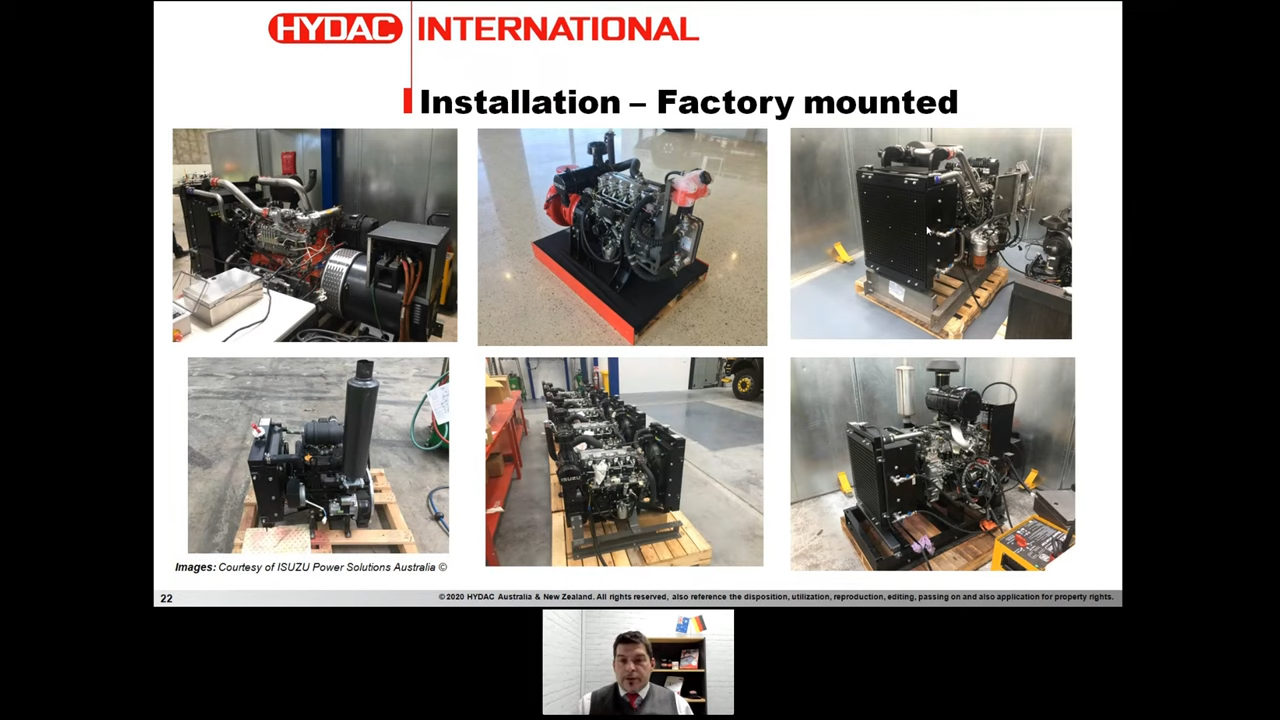 HYDAC INTERNATIONAL
Installation – Factory mounted
ISUZU
Images: Courtesy of ISUZU Power Solutions Australia ©
22
© 2020 HYDAC Australia & New Zealand. All rights reserved, also reference the disposition, utilization, reproduction, editing, passing on and also application for property rights.